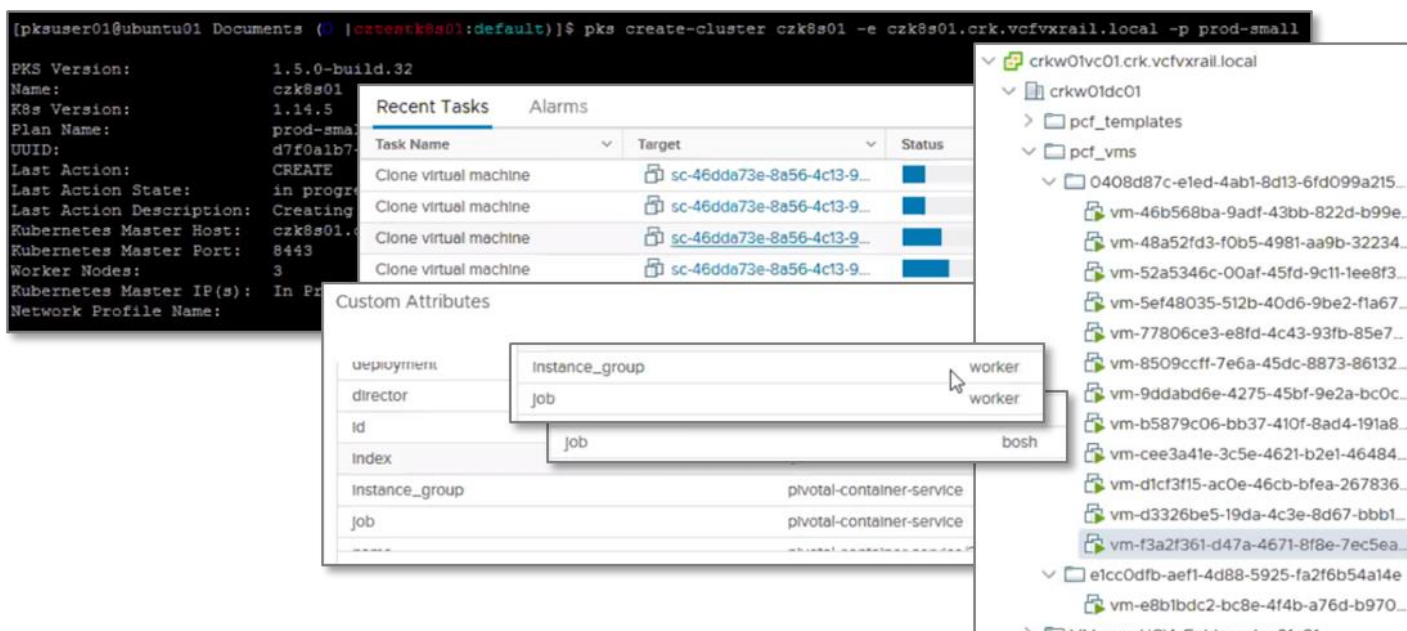 [pksuser01@ubuntu01 Documents ( |cztestk8s01:default)]$ pks create-cluster czk8s01 -e czk8s01.crk.vcfvxrail.local -p prod-small
PKS Version: 1.5.0-build.32
Name: czk8s01
K8s Version: 1.14.5
Plan Name: prod-smal
UUID: d7f0a1b7-
Last Action: CREATE
Last Action State: in progre
Last Action Description: Creating
Kubernetes Master Host: czk8s01.
Kubernetes Master Port: 8443
Worker Nodes: 3
Kubernetes Master IP(s): In Pr
Network Profile Name:
Recent Tasks Alarms
Task Name Target Status
Clone virtual machine sc-46dda73e-8a56-4c13-9...
Clone virtual machine sc-46dda73e-8a56-4c13-9...
Clone virtual machine sc-46dda73e-8a56-4c13-9...
Clone virtual machine sc-46dda73e-8a56-4c13-9...
Custom Attributes
deployment
director
id
Index
Instance_group pivotal-container-service
job pivotal-container-service
Instance_group worker
job worker
job bosh
crkw01vc01.crk.vcfvxrail.local
crkw01dc01
pcf_templates
pcf_vms
0408d87c-e1ed-4ab1-8d13-6fd099a215...
vm-46b568ba-9adf-43bb-822d-b99e...
vm-48a52fd3-f0b5-4981-aa9b-32234...
vm-52a5346c-00af-45fd-9c11-1ee8f3...
vm-5ef48035-512b-40d6-9be2-f1a67...
vm-77806ce3-e8fd-4c43-93fb-85e7...
vm-8509ccff-7e6a-45dc-8873-86132...
vm-9ddabd6e-4275-45bf-9e2a-bc0c...
vm-b5879c06-bb37-410f-8ad4-191a8...
vm-cee3a41e-3c5e-4621-b2e1-46484...
vm-d1cf3f15-ac0e-46cb-bfea-267836...
vm-d3326be5-19da-4c3e-8d67-bbb1...
vm-f3a2f361-d47a-4671-8f8e-7ec5ea...
e1cc0dfb-aef1-4d88-5925-fa2f6b54a14e
vm-e8b1bdc2-bc8e-4f4b-a76d-b970...